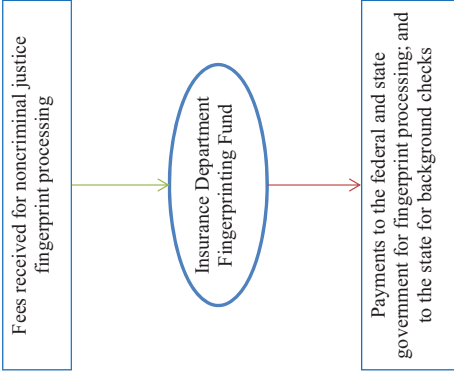 Fees received for noncriminal justice
fingerprint processing
Insurance Department
Fingerprinting Fund
Payments to the federal and state
government for fingerprint processing; and
to the state for background checks